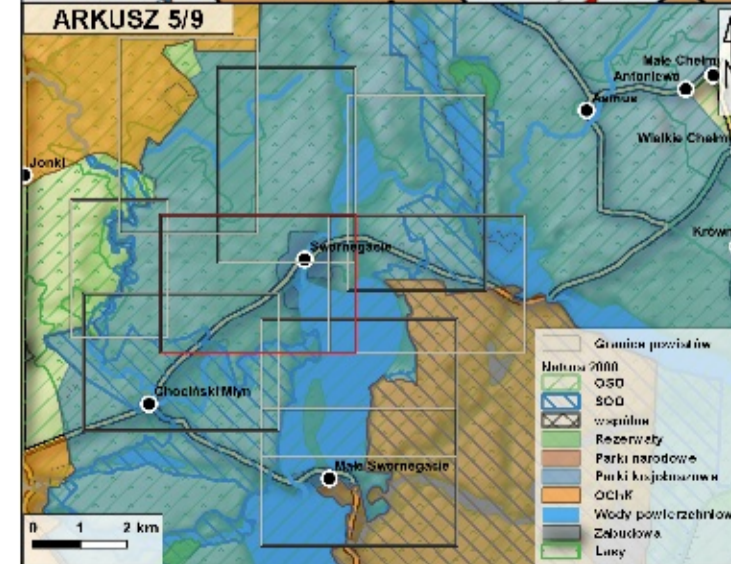 ARKUSZ 5/9
Małe Chełmy
Antoniewo
Asmus
Wielkie Chełmy
Jonki
Swornegacie
Chociński Młyn
Małe Swornegacie
0 1 2 km
Granice powiatów
Natura 2000
OSO
SOO
wspólne
Rezerwaty
Parki narodowe
Parki krajobrazowe
OChK
Wody powierzchniow
Zabudowa
Lasy